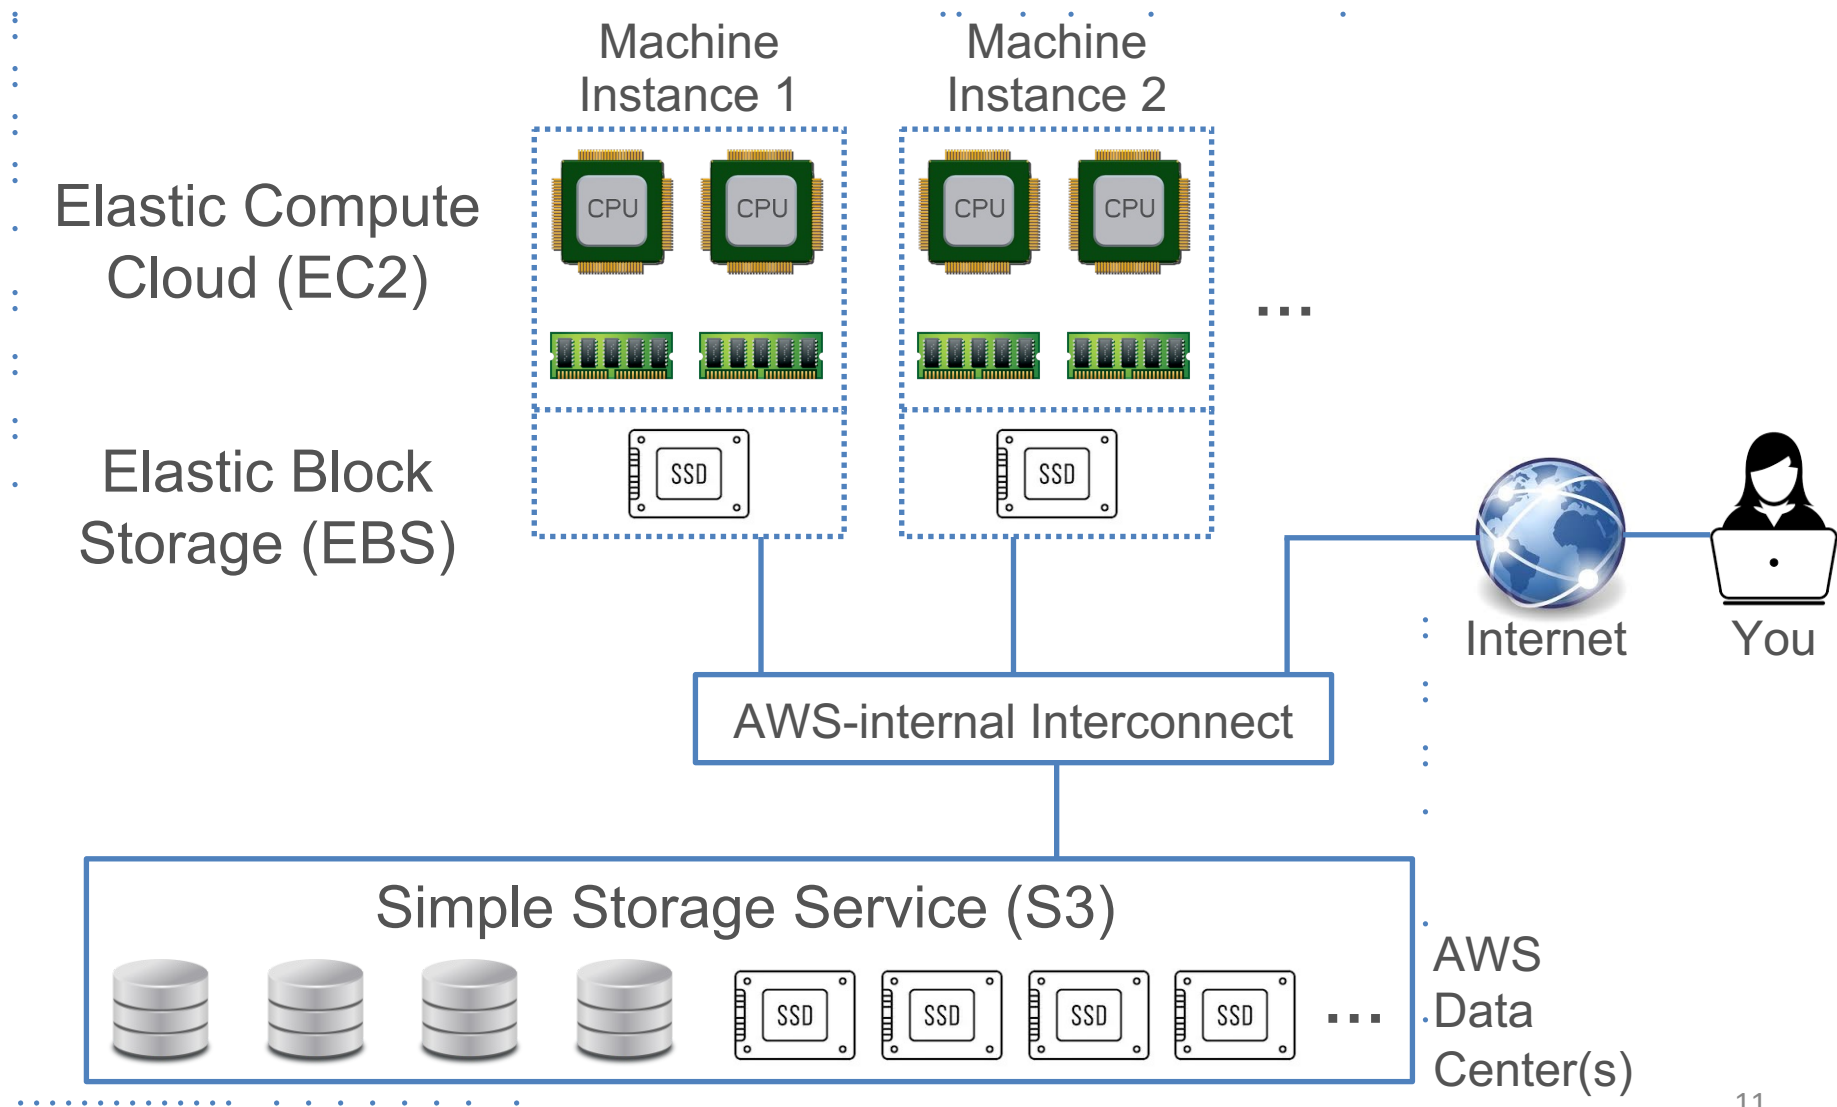 Machine
Instance 1
Machine
Instance 2
Elastic Compute
Cloud (EC2)
CPU
CPU
CPU
CPU
...
Elastic Block
Storage (EBS)
SSD
SSD
Internet
You
AWS-internal Interconnect
Simple Storage Service (S3)
SSD
SSD
SSD
SSD
...
AWS
Data
Center(s)
11